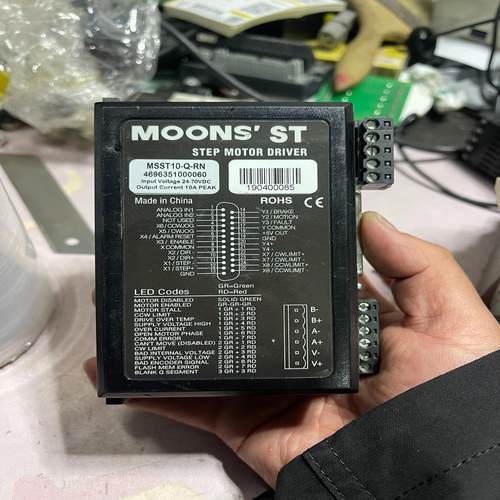 MOONS' ST
STEP MOTOR DRIVER
MSST10-Q-RN
4696351000060
Input Voltage 24-70VDC
Output Current 10A PEAK
190400085
Made in China
ROHS CE
ANALOG IN1
ANALOG IN2
NOT USED
X6 / CCWJOG
X5 / CWJOG
X4 / ALARM RESET
X3 / ENABLE
X COMMON
X2 / DIR-
X2 / DIR+
X1 / STEP-
X1 / STEP+
GND
1
14
Y3 / BRAKE
Y2 / MOTION
Y3 / FAULT
Y COMMON
+5V OUT
GND
Y4-
Y4+
X7 / CWLIMIT+
X7 / CWLIMIT-
X8 / CCWLIMIT+
X8 / CCWLIMIT-
LED Codes
GR=Green
RD=Red
MOTOR DISABLED SOLID GREEN
MOTOR ENABLED GR-GR-GR
MOTOR STALL
CCW LIMIT
DRIVE OVER TEMP
SUPPLY VOLTAGE HIGH
OVER CURRENT
OPEN MOTOR PHASE
COMM ERROR
CAN'T MOVE (DISABLED)
CW LIMIT
BAD INTERNAL VOLTAGE
SUPPLY VOLTAGE LOW
BAD ENCODER SIGNAL
FLASH MEM ERROR
BLANK Q SEGMENT
B-
B+
A-
A+
V-
V+